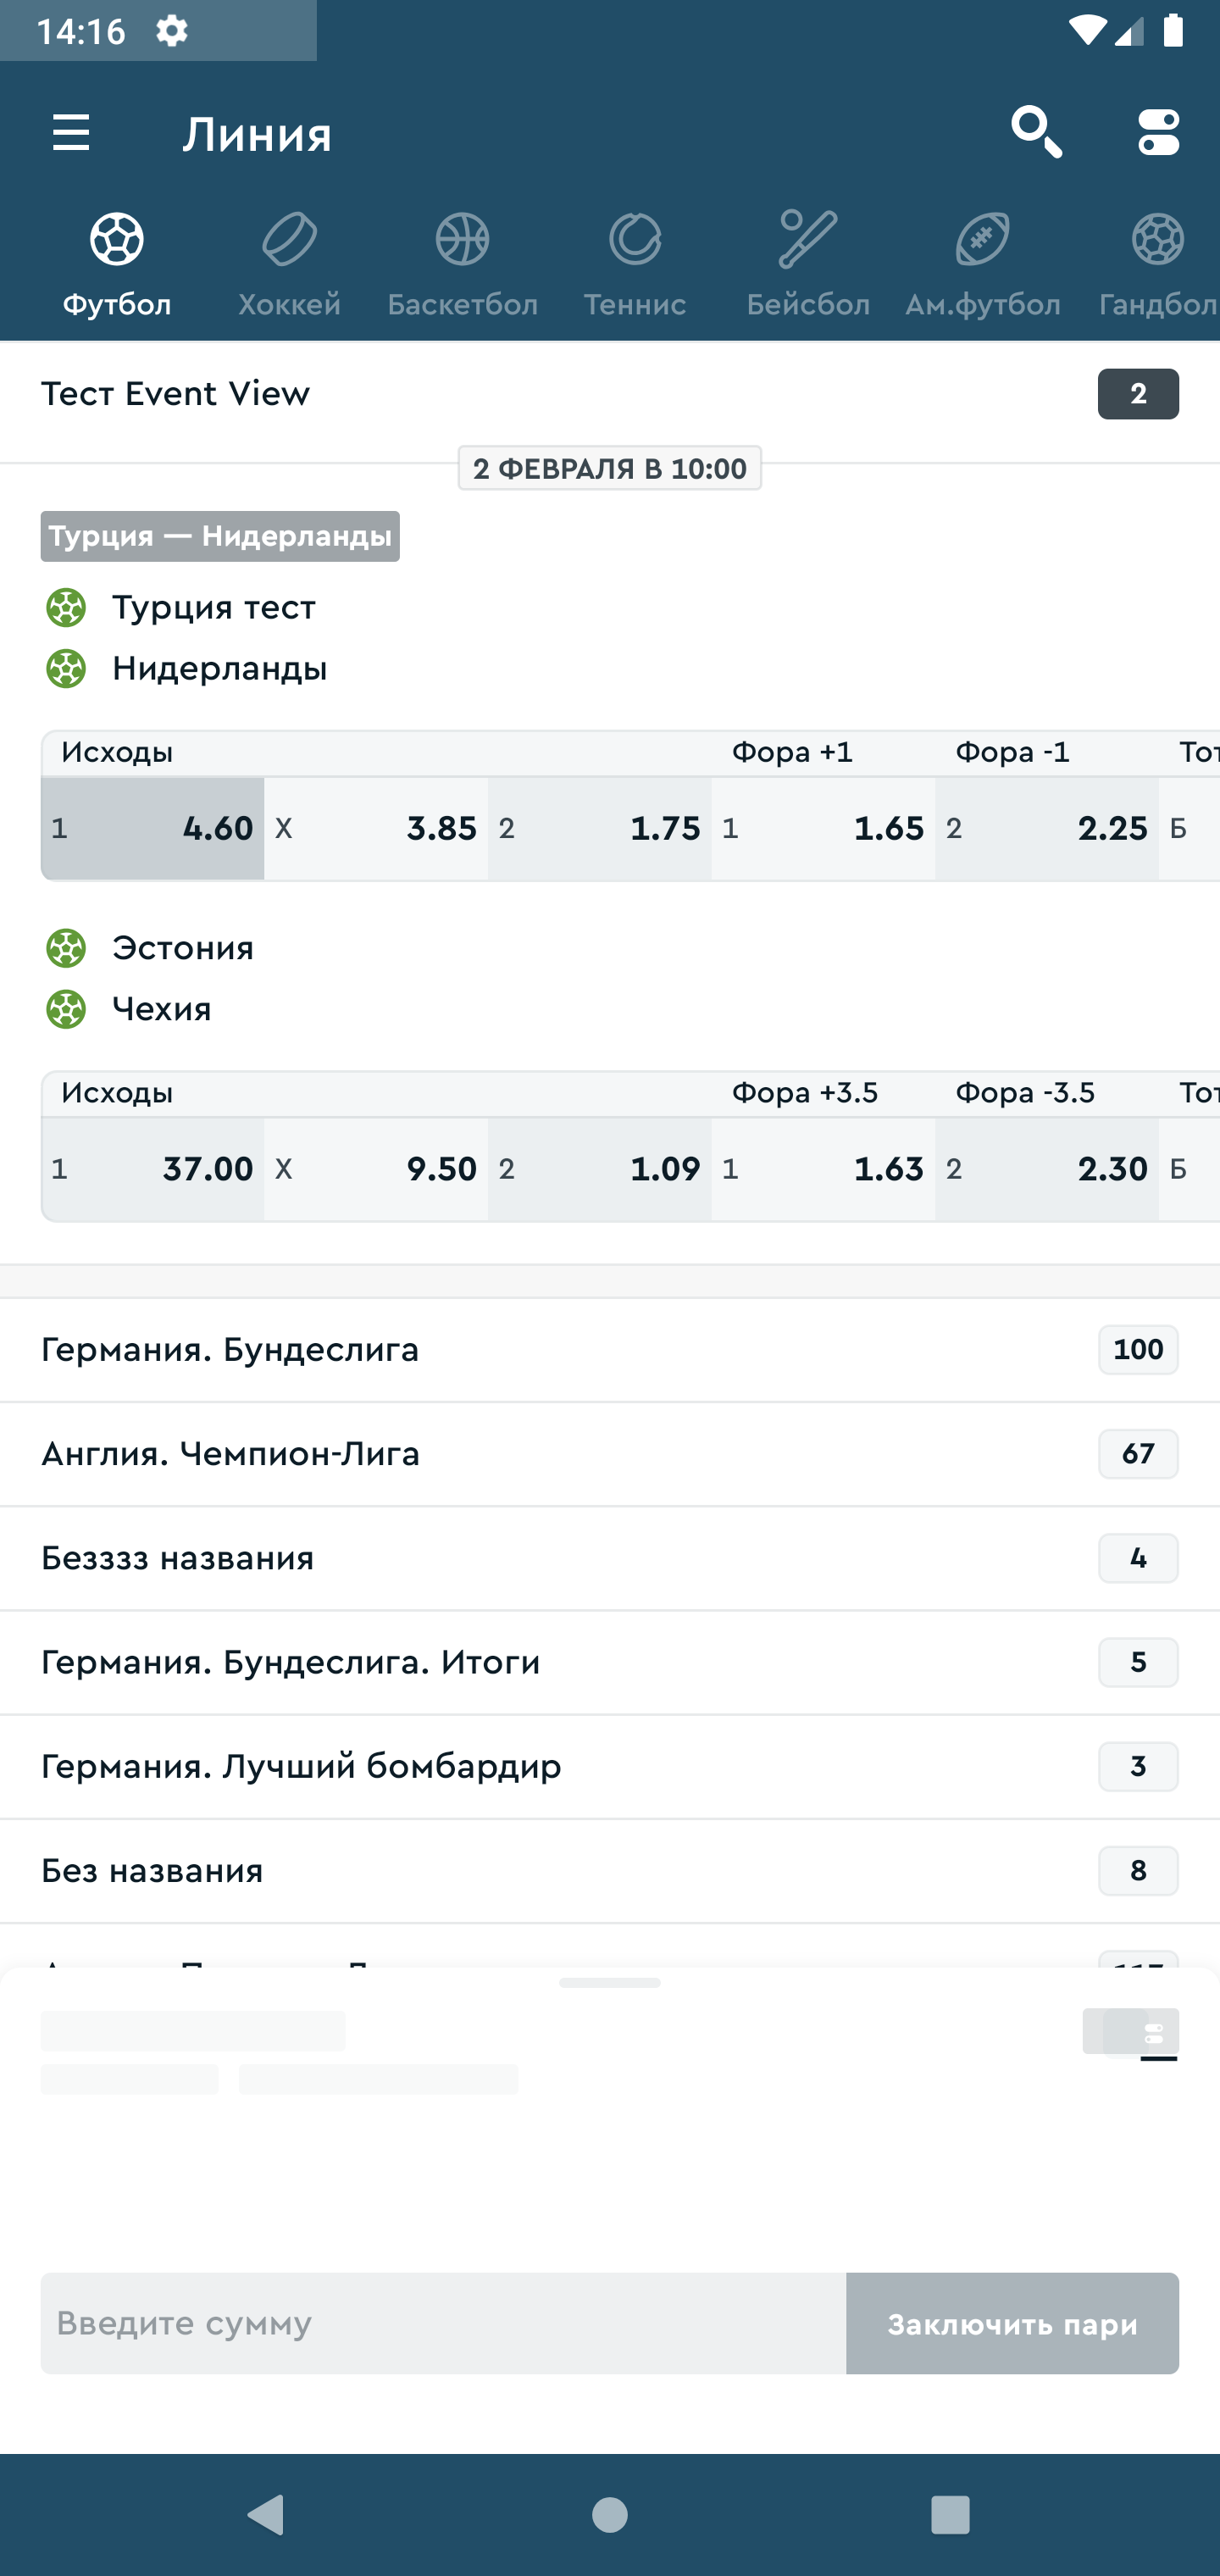 14:16
Линия
Футбол Хоккей Баскетбол Теннис Бейсбол Ам.футбол Гандбол
Тест Event View 2
2 ФЕВРАЛЯ В 10:00
Турция — Нидерланды
Турция тест
Нидерланды
Исходы Фора +1 Фора -1
1 4.60 X 3.85 2 1.75 1 1.65 2 2.25 Б
Эстония
Чехия
Исходы Фора +3.5 Фора -3.5
1 37.00 X 9.50 2 1.09 1 1.63 2 2.30 Б
Германия. Бундеслига 100
Англия. Чемпион-Лига 67
Безззз названия 4
Германия. Бундеслига. Итоги 5
Германия. Лучший бомбардир 3
Без названия 8
Введите сумму Заключить пари